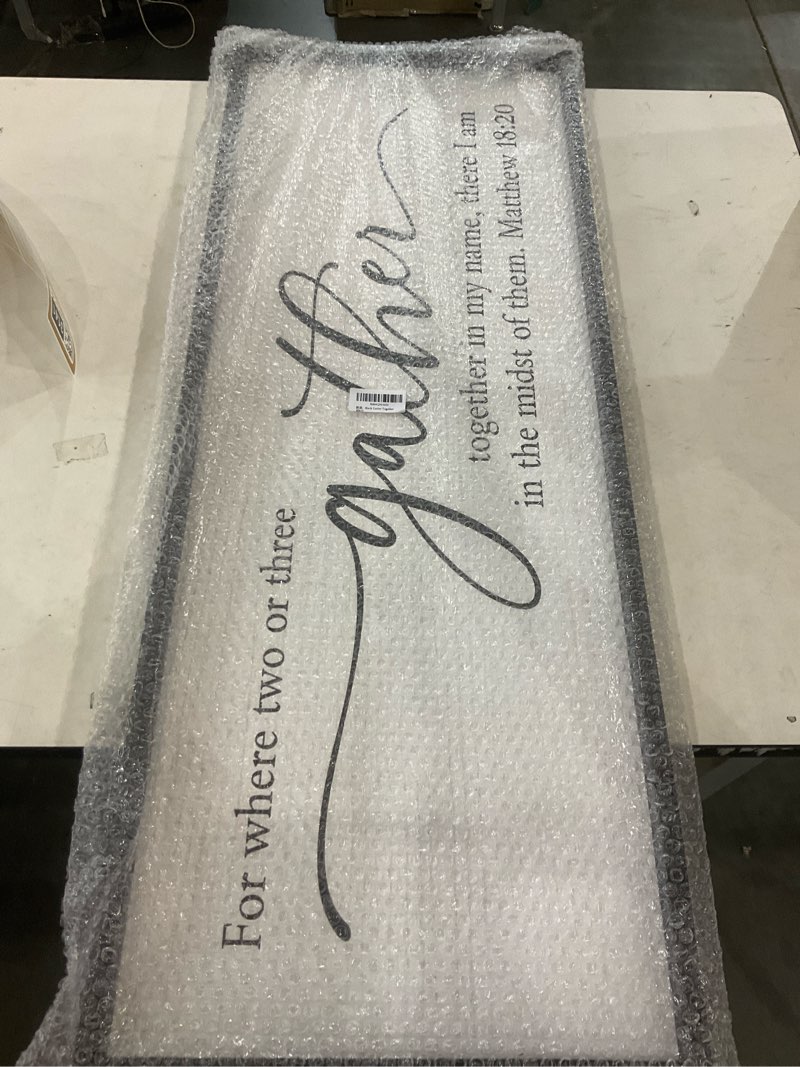 For where two or three
gather
together in my name, there I am
in the midst of them. Matthew 18:20